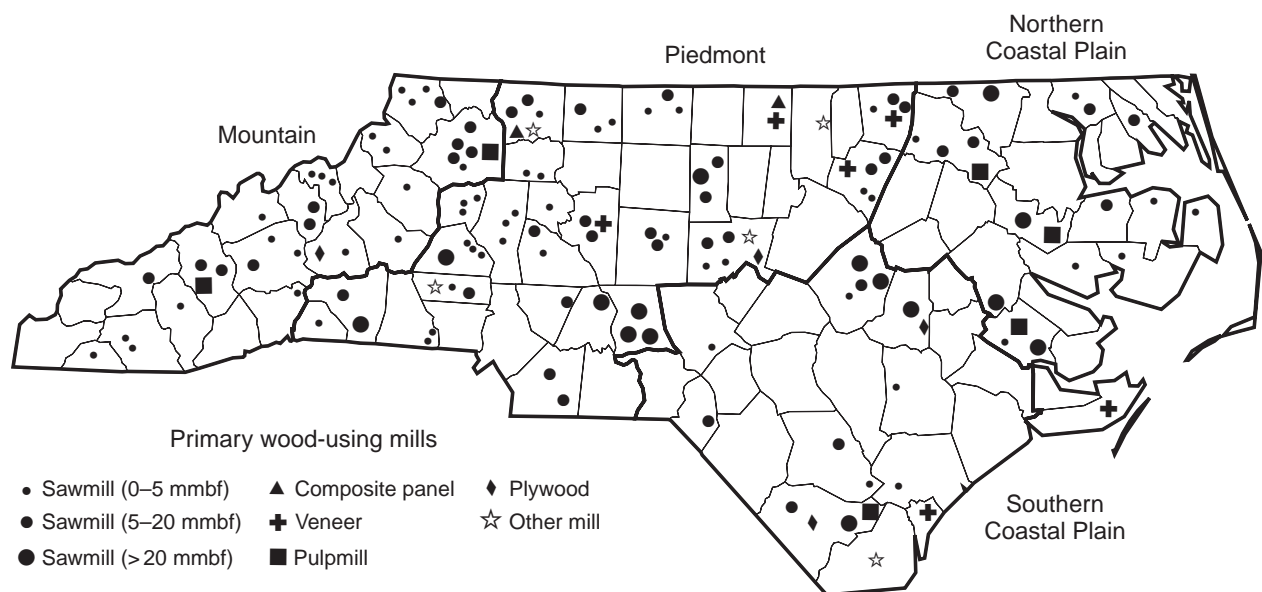 Northern
Coastal Plain
Piedmont
Mountain
Primary wood-using mills
Sawmill (0–5 mmbf)
Composite panel
Plywood
Sawmill (5–20 mmbf)
Veneer
Other mill
Sawmill (> 20 mmbf)
Pulpmill
Southern
Coastal Plain